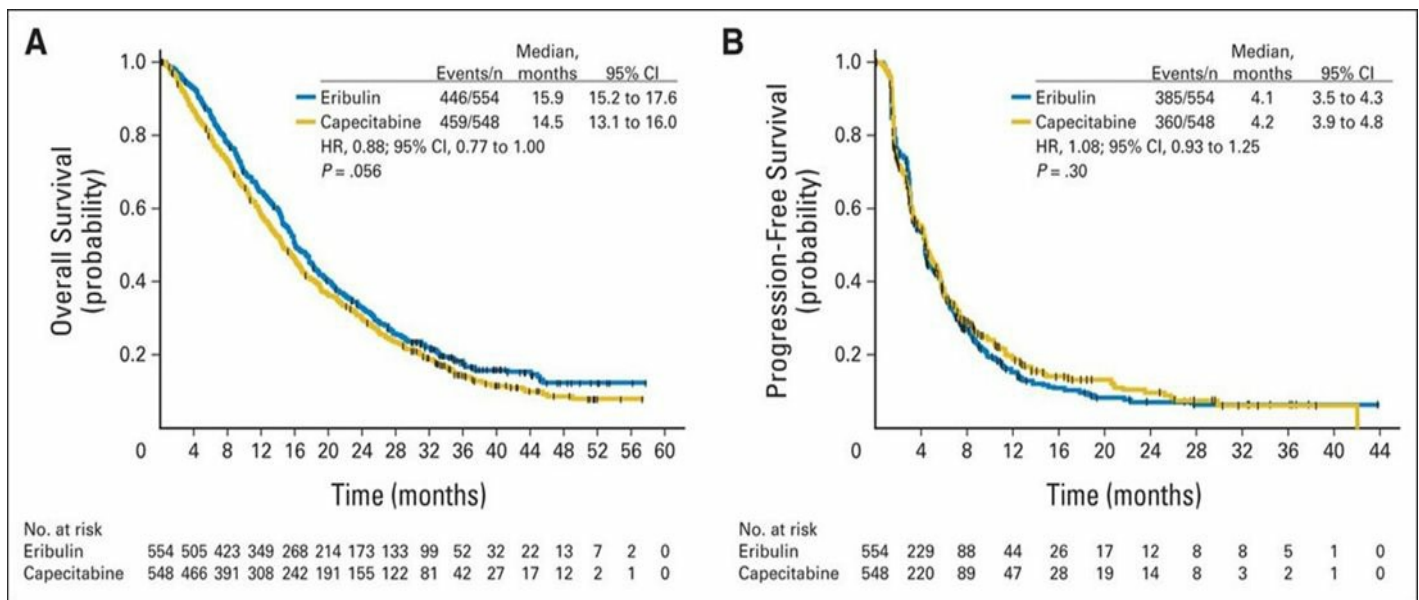 A
Median,
Events/n months 95% CI
Eribulin 446/554 15.9 15.2 to 17.6
Capecitabine 459/548 14.5 13.1 to 16.0
HR, 0.88; 95% CI, 0.77 to 1.00
P = .056
Overall Survival
(probability)
1.0
0.8
0.6
0.4
0.2
0 4 8 12 16 20 24 28 32 36 40 44 48 52 56 60
Time (months)
No. at risk
Eribulin 554 505 423 349 268 214 173 133 99 52 32 22 13 7 2 0
Capecitabine 548 466 391 308 242 191 155 122 81 42 27 17 12 2 1 0
B
Median,
Events/n months 95% CI
Eribulin 385/554 4.1 3.5 to 4.3
Capecitabine 360/548 4.2 3.9 to 4.8
HR, 1.08; 95% CI, 0.93 to 1.25
P = .30
Progression-Free Survival
(probability)
1.0
0.8
0.6
0.4
0.2
0 4 8 12 16 20 24 28 32 36 40 44
Time (months)
No. at risk
Eribulin 554 229 88 44 26 17 12 8 8 5 1 0
Capecitabine 548 220 89 47 28 19 14 8 3 2 1 0